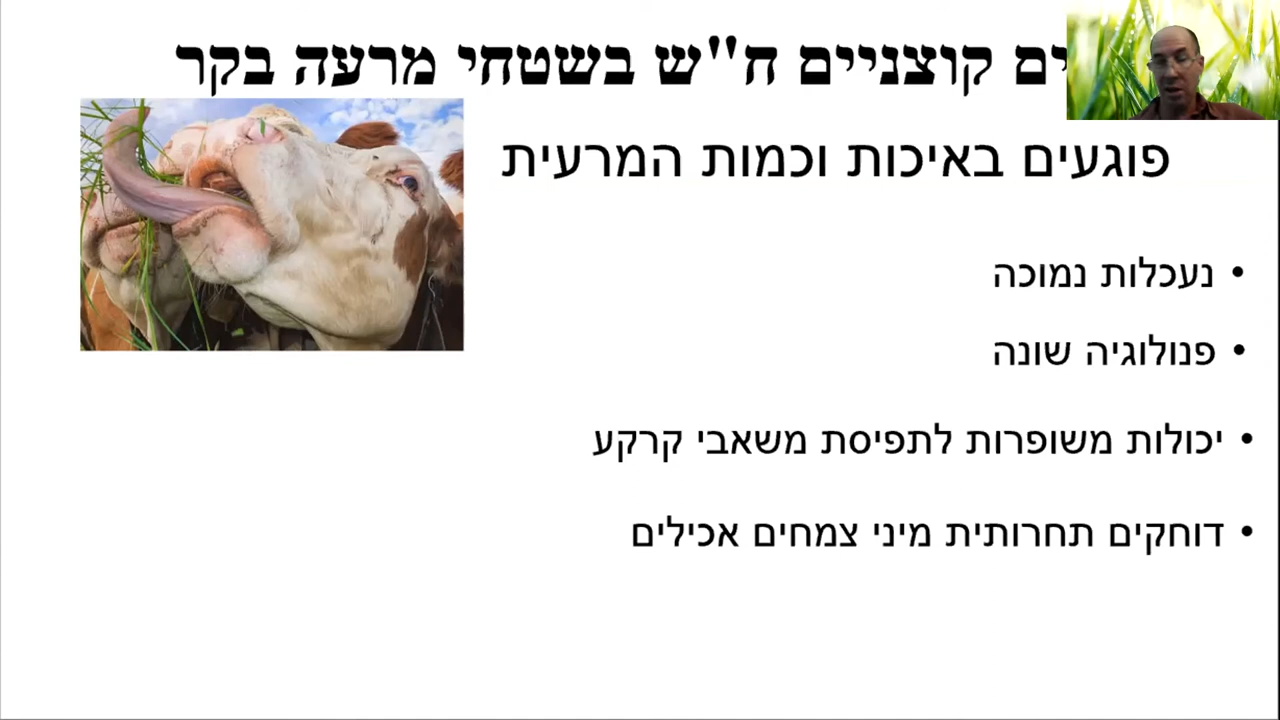 קוצניים ח"ש בשטחי מרעה בקר
פוגעים באיכות וכמות המרעית
• נעכלות נמוכה
• פנולוגיה שונה
• יכולות משופרות לתפיסת משאבי קרקע
• דוחקים תחרותית מיני צמחים אכילים